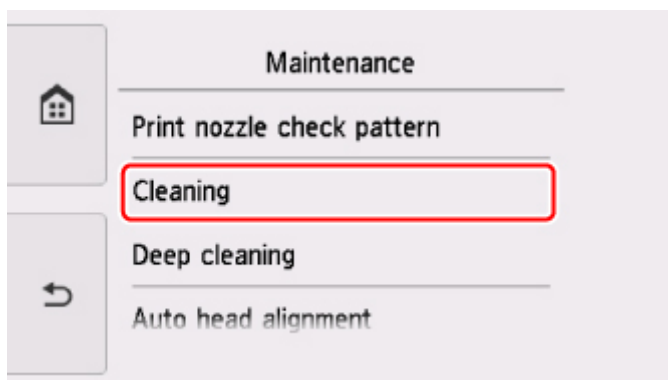 Maintenance
Print nozzle check pattern
Cleaning
Deep cleaning
Auto head alignment